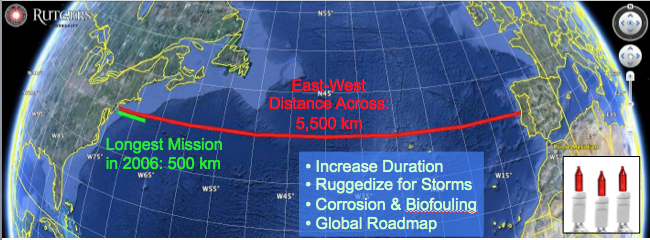 RUTGERS
N55°
East-West
N45°
Distance Across:
5,500 km
Longest Mission
in 2006: 500 km
W75°
W65°
W55°
W45°
W15°
• Increase Duration
• Ruggedize for Storms
• Corrosion & Biofouling
• Global Roadmap